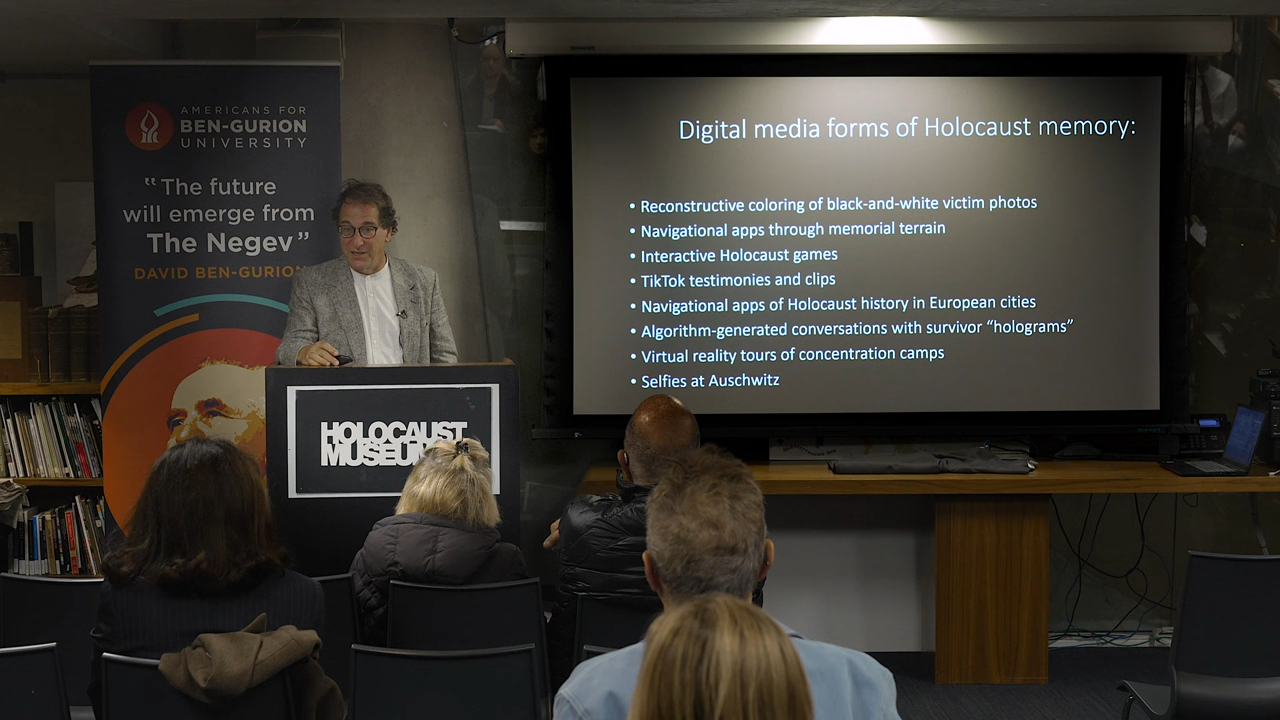 AMERICANS FOR
BEN-GURION
UNIVERSITY
“The future
will emerge from
The Negev”
DAVID BEN-GURION
HOLOCAUST
MUSEUM
Digital media forms of Holocaust memory:
• Reconstructive coloring of black-and-white victim photos
• Navigational apps through memorial terrain
• Interactive Holocaust games
• TikTok testimonies and clips
• Navigational apps of Holocaust history in European cities
• Algorithm-generated conversations with survivor “holograms”
• Virtual reality tours of concentration camps
• Selfies at Auschwitz